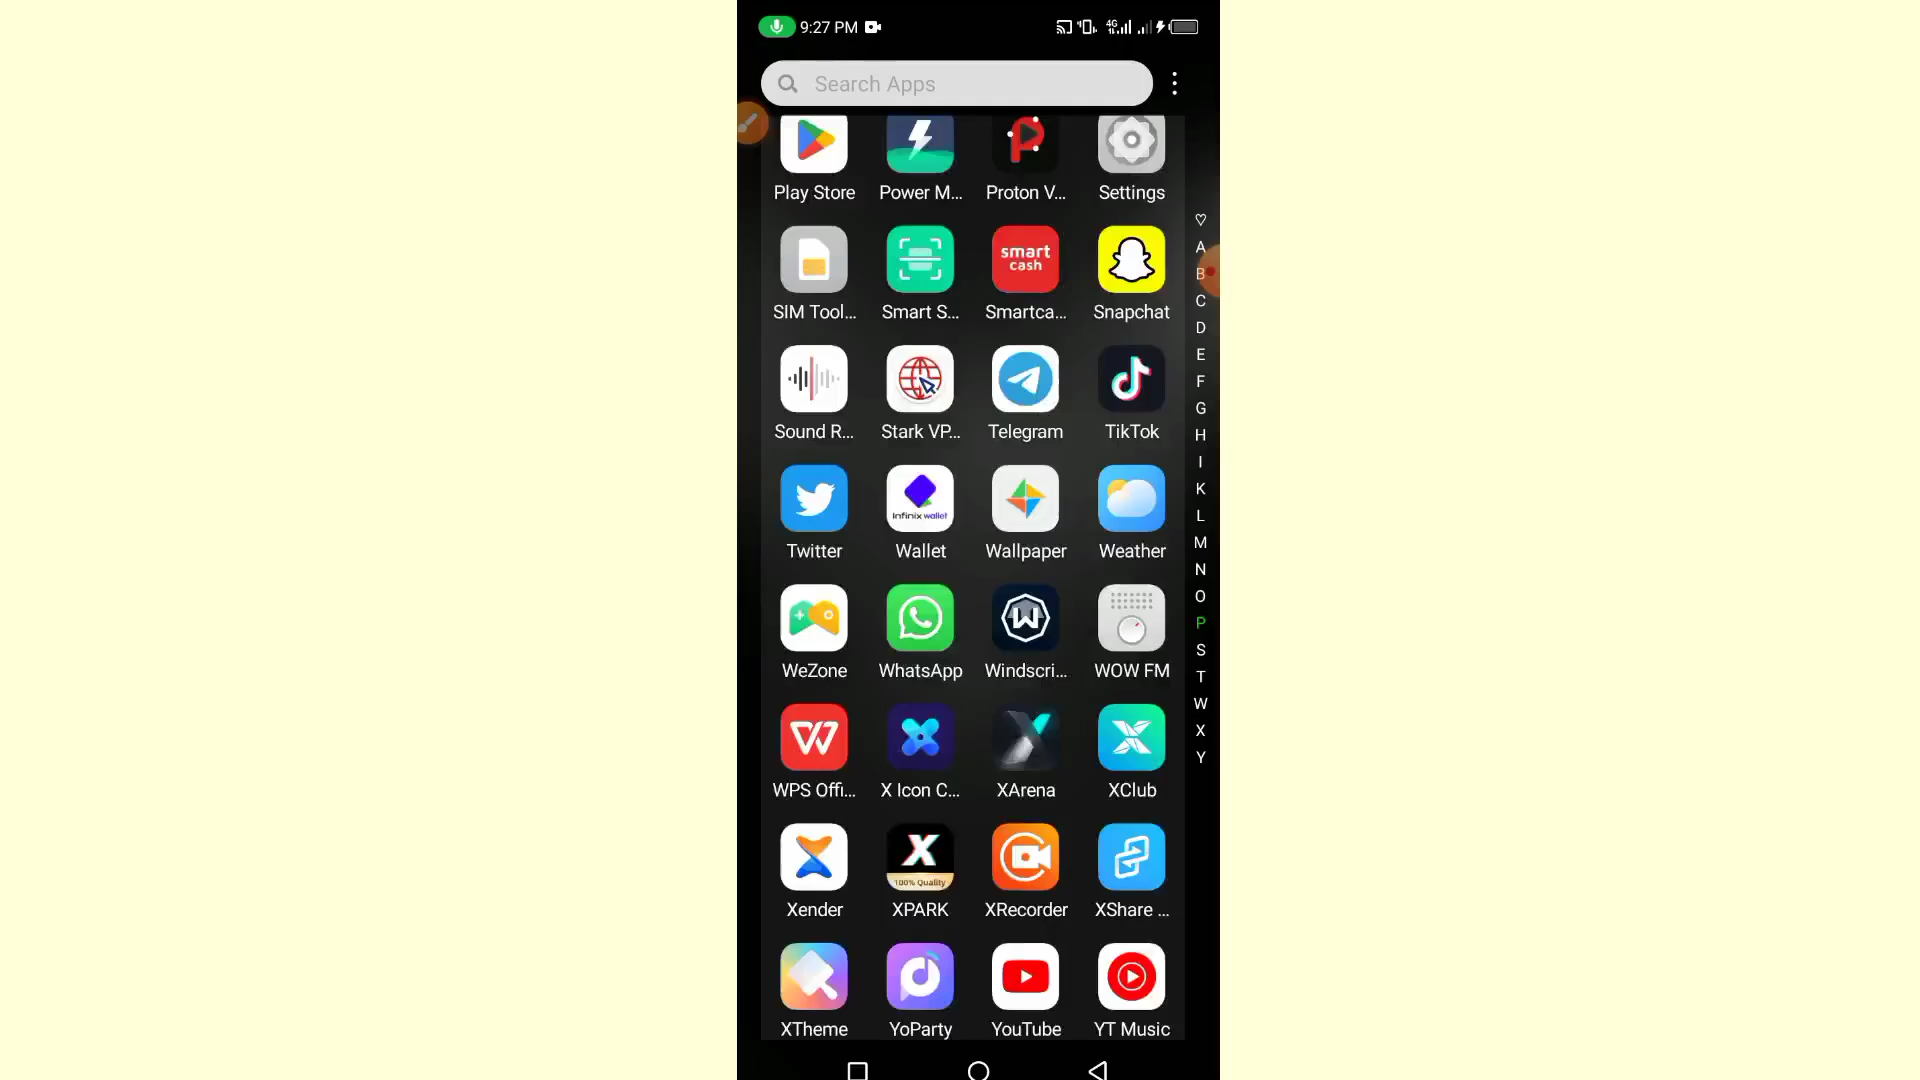 9:27 PM
4G
Search Apps
Play Store Power M... Proton V... Settings
♡
A
B
C
D
E
F
G
H
I
K
L
M
N
O
P
S
T
W
X
Y
smart
cash
SIM Tool... Smart S... Smartca... Snapchat
Sound R... Stark VP... Telegram TikTok
Infinix wallet
Twitter Wallet Wallpaper Weather
WeZone WhatsApp Windscri... WOW FM
WPS Offi... X Icon C... XArena XClub
X
100% Quality
Xender XPARK XRecorder XShare ...
XTheme YoParty YouTube YT Music